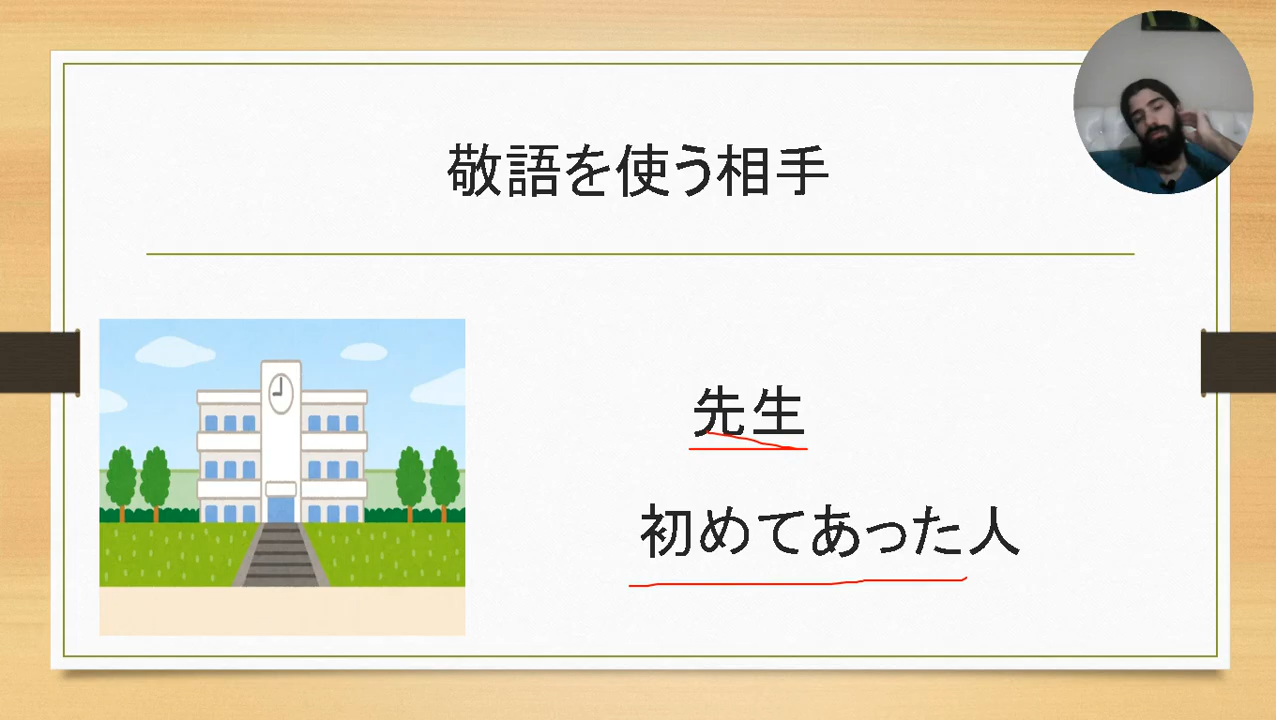 敬語を使う相手
先生
初めてあった人